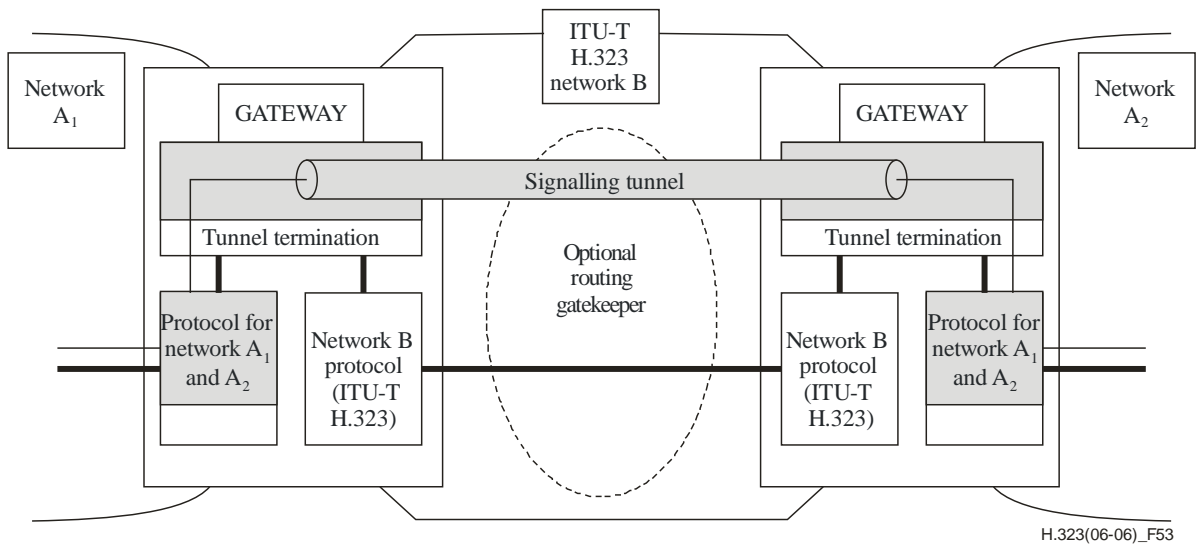 ITU-T
H.323
network B
Network
A1
Network
A2
GATEWAY
GATEWAY
Signalling tunnel
Tunnel termination
Tunnel termination
Optional
routing
gatekeeper
Protocol for
network A1
and A2
Network B
protocol
(ITU-T
H.323)
Network B
protocol
(ITU-T
H.323)
Protocol for
network A1
and A2
H.323(06-06)_F53